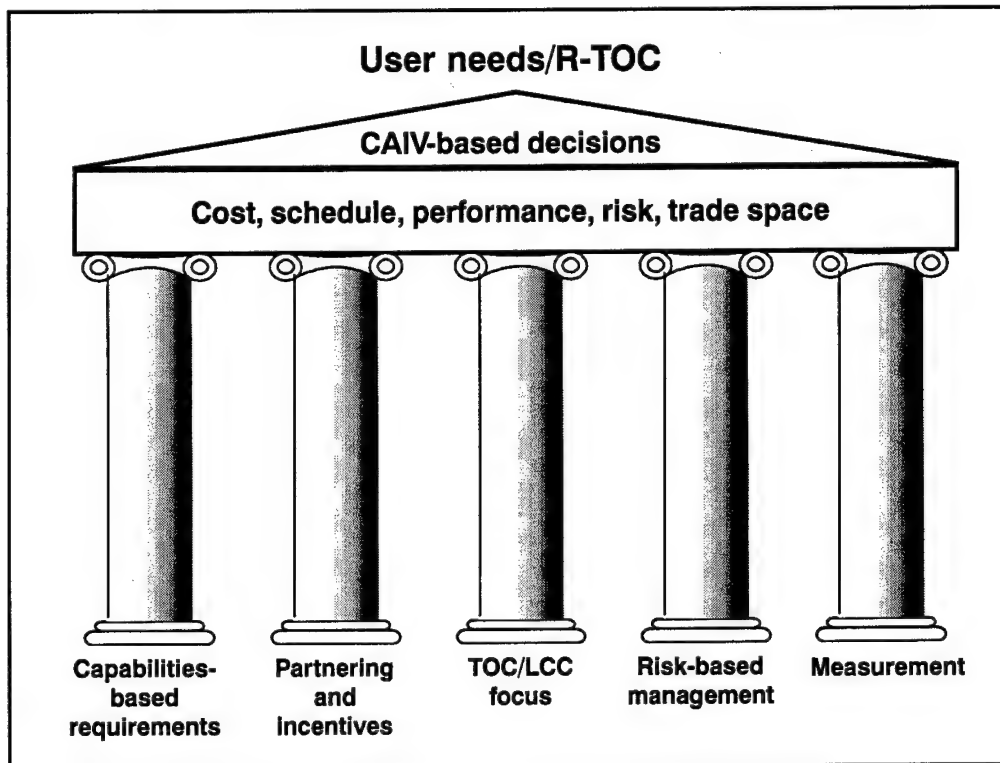 User needs/R-TOC
CAIV-based decisions
Cost, schedule, performance, risk, trade space
Capabilities-
based
requirements
Partnering
and
incentives
TOC/LCC
focus
Risk-based
management
Measurement